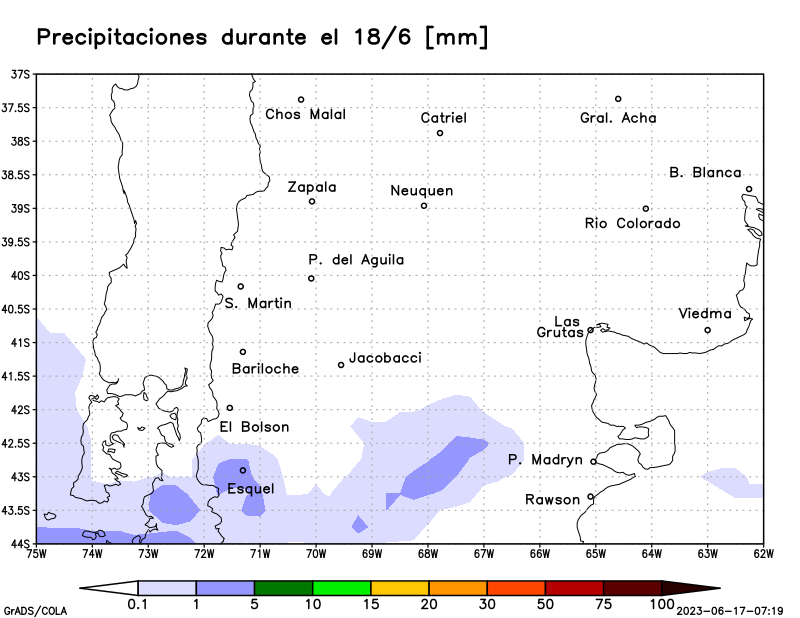 Precipitaciones durante el 18/6 [mm]
37S
37.5S
38S
38.5S
39S
39.5S
40S
40.5S
41S
41.5S
42S
42.5S
43S
43.5S
44S
Chos Malal
Catriel
Gral. Acha
B. Blanca
Zapala
Neuquen
Rio Colorado
P. del Aguila
S. Martin
Viedma
Las
Grutas
Jacobacci
Bariloche
El Bolson
P. Madryn
Esquel
Rawson
75W 74W 73W 72W 71W 70W 69W 68W 67W 66W 65W 64W 63W 62W
0.1 1 5 10 15 20 30 50 75 100
GrADS/COLA
2023-06-17-07:19